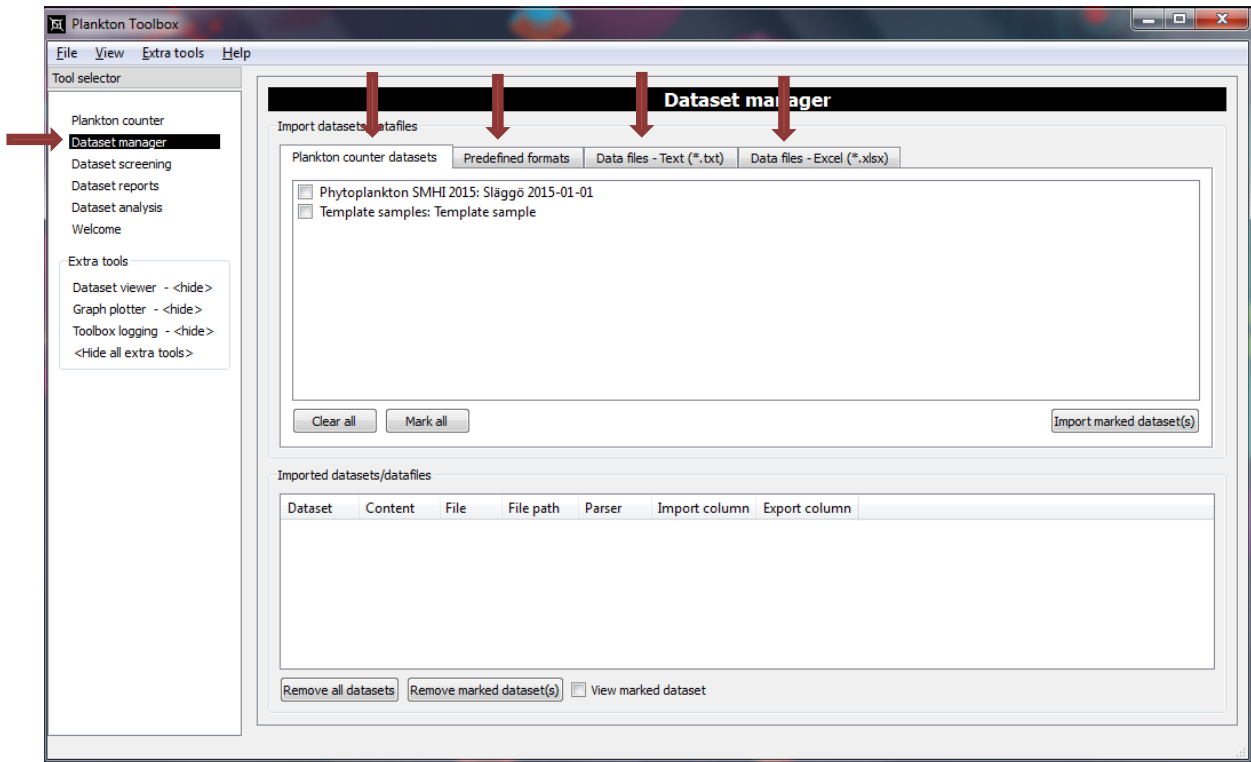 Plankton Toolbox
File View Extra tools Help
Tool selector
Plankton counter
Dataset manager
Dataset screening
Dataset reports
Dataset analysis
Welcome
Extra tools
Dataset viewer - <hide>
Graph plotter - <hide>
Toolbox logging - <hide>
<Hide all extra tools>
Dataset manager
Import datasets/datafiles
Plankton counter datasets Predefined formats Data files - Text (*.txt) Data files - Excel (*.xlsx)
Phytoplankton SMHI 2015: Släggö 2015-01-01
Template samples: Template sample
Clear all Mark all Import marked dataset(s)
Imported datasets/datafiles
Dataset Content File File path Parser Import column Export column
Remove all datasets Remove marked dataset(s) View marked dataset